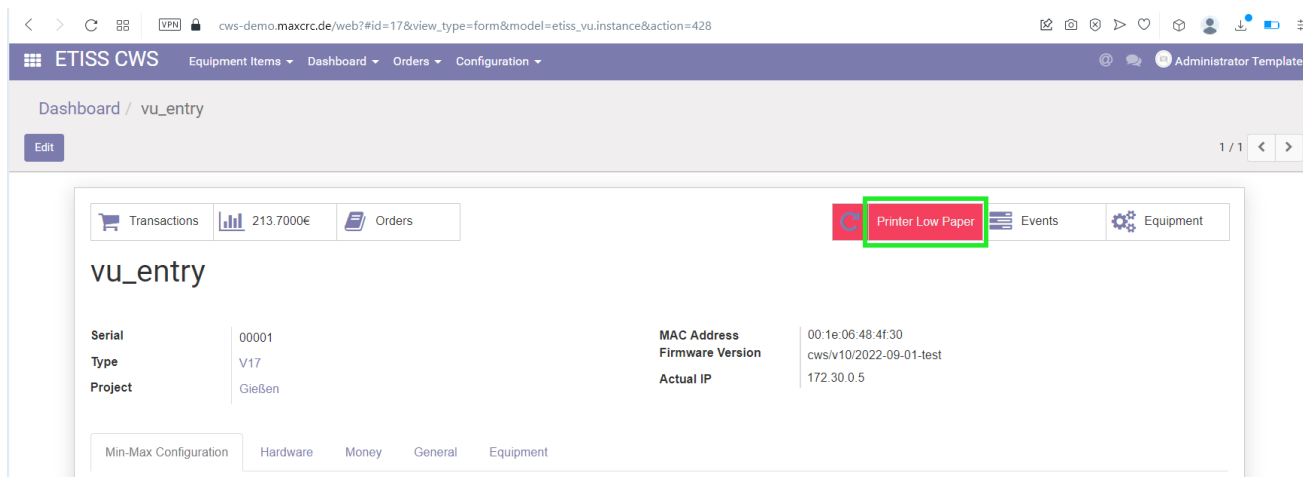 VPN cws-demo.maxcrc.de/web?#id=17&view_type=form&model=etiss_vu.instance&action=428
ETISS CWS Equipment Items Dashboard Orders Configuration @ Administrator Template
Dashboard / vu_entry
Edit 1 / 1
Transactions 213.7000€ Orders Printer Low Paper Events Equipment
vu_entry
Serial 00001 MAC Address 00:1e:06:48:4f:30
Type V17 Firmware Version cws/v10/2022-09-01-test
Project Gießen Actual IP 172.30.0.5
Min-Max Configuration Hardware Money General Equipment